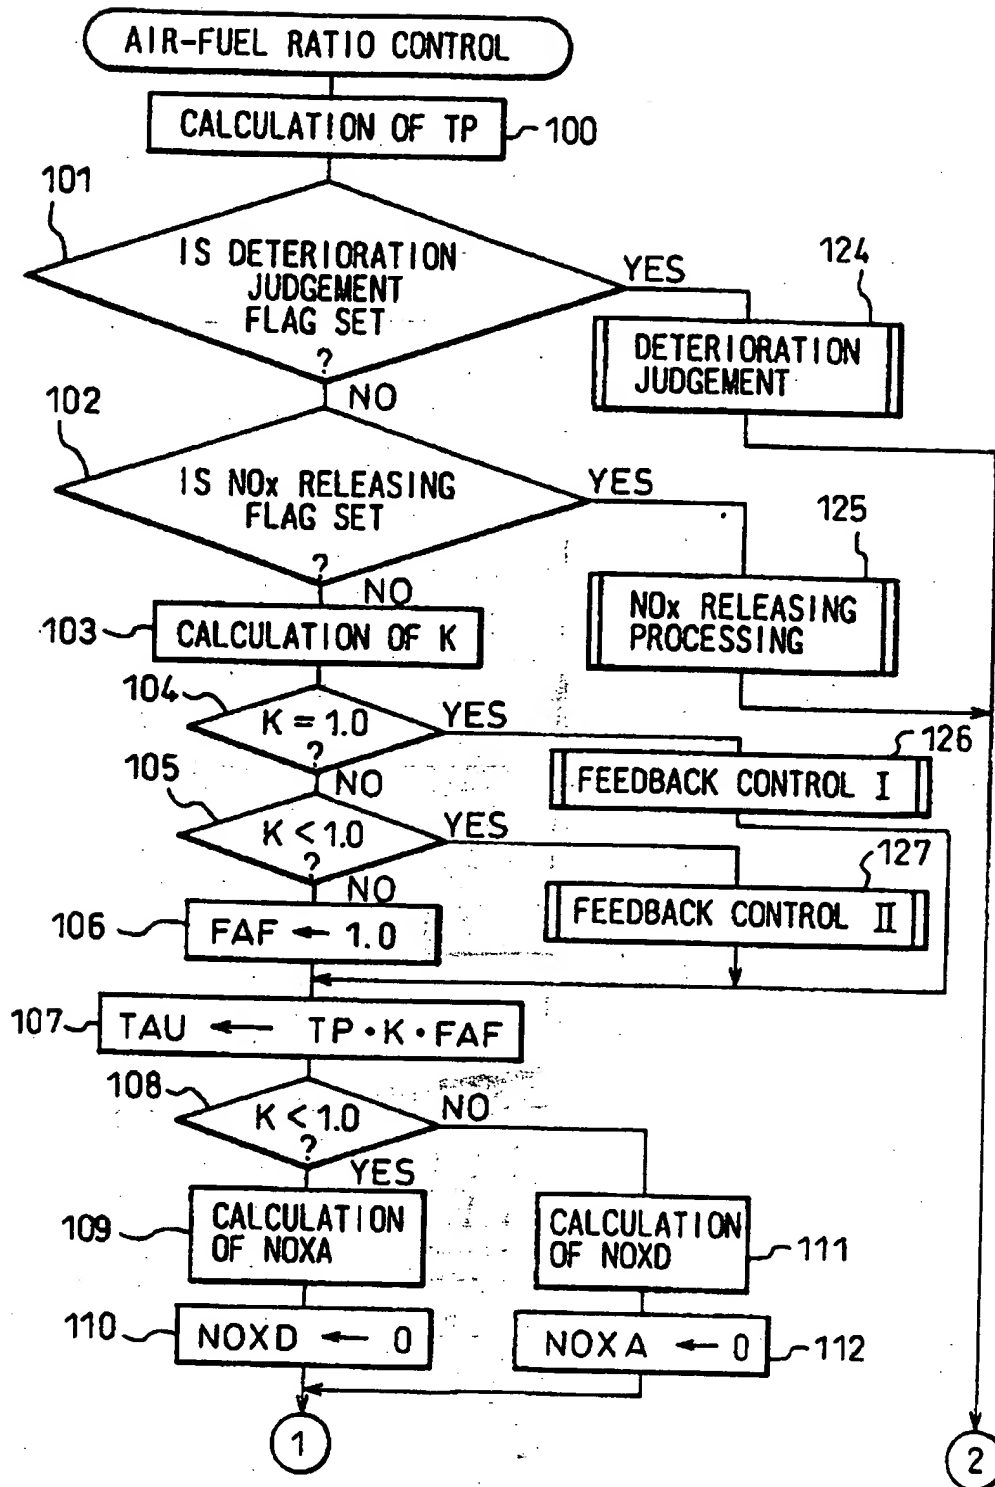 AIR-FUEL RATIO CONTROL
CALCULATION OF TP
100
101
IS DETERIORATION
JUDGEMENT
FLAG SET
?
YES
124
DETERIORATION
JUDGEMENT
NO
102
IS NOx RELEASING
FLAG SET
?
YES
125
NOx RELEASING
PROCESSING
NO
103
CALCULATION OF K
104
K = 1.0
?
YES
126
FEEDBACK CONTROL I
NO
105
K < 1.0
?
YES
127
FEEDBACK CONTROL II
NO
106
FAF ← 1.0
107
TAU ← TP · K · FAF
108
K < 1.0
?
NO
YES
109
CALCULATION
OF NOXA
CALCULATION
OF NOXD
111
110
NOXD ← 0
NOXA ← 0
112
1
2